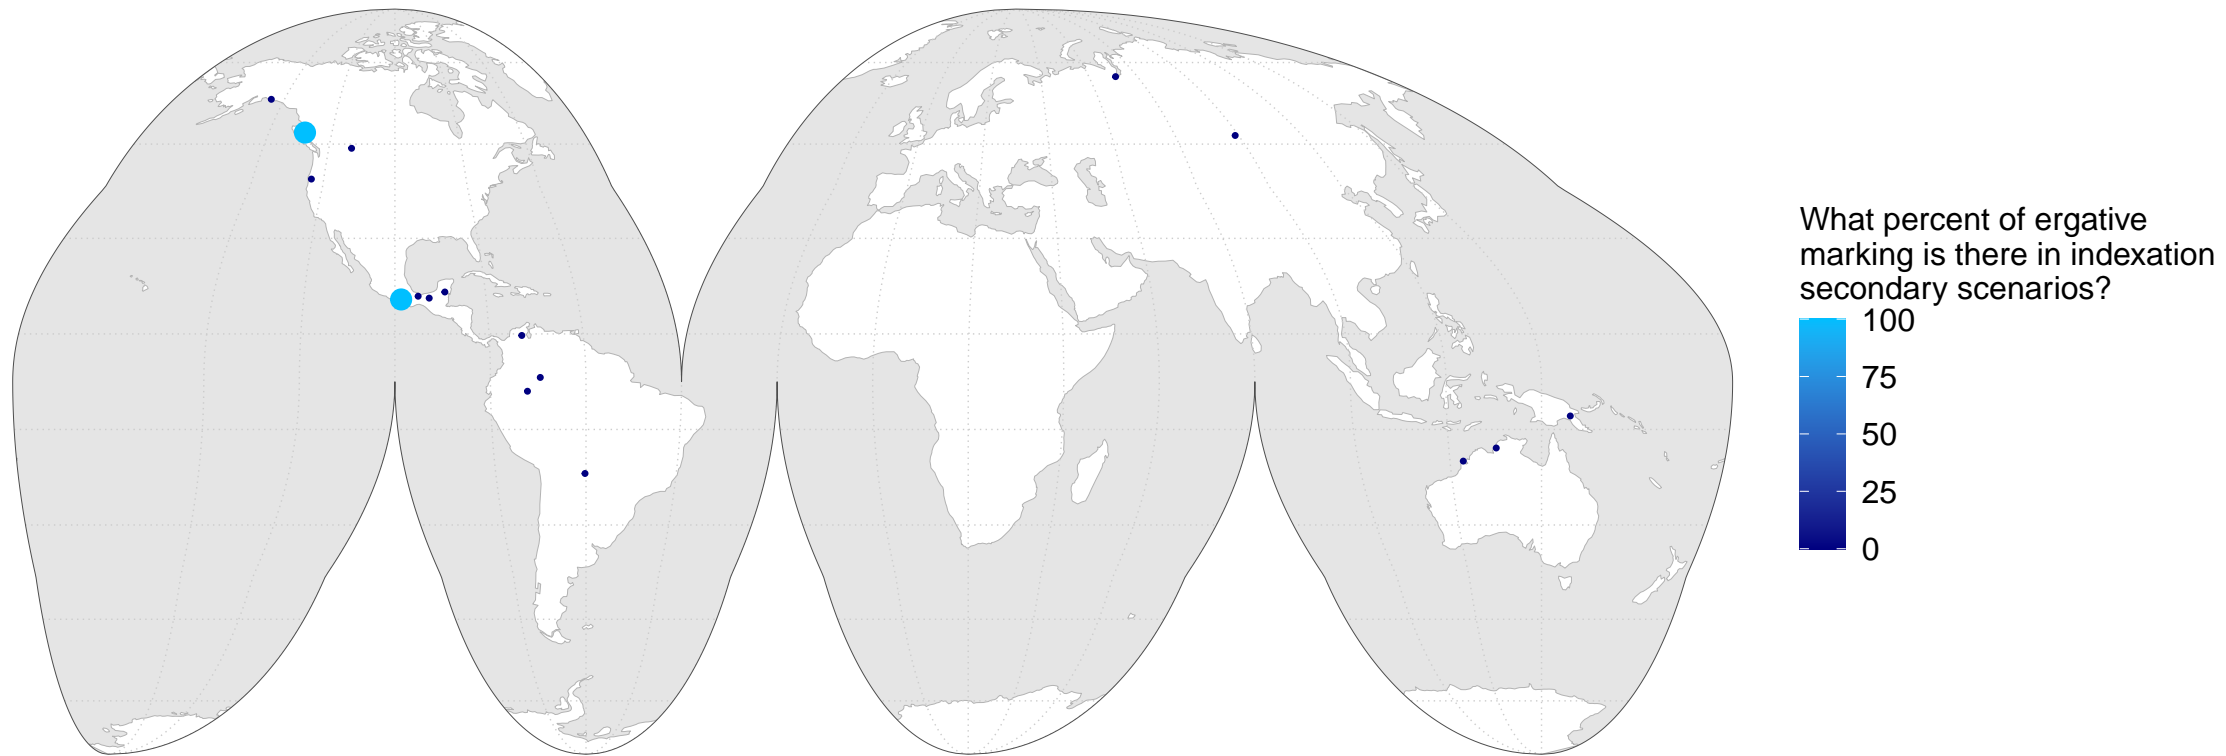 What percent of ergative
marking is there in indexation
secondary scenarios?
100
75
50
25
0